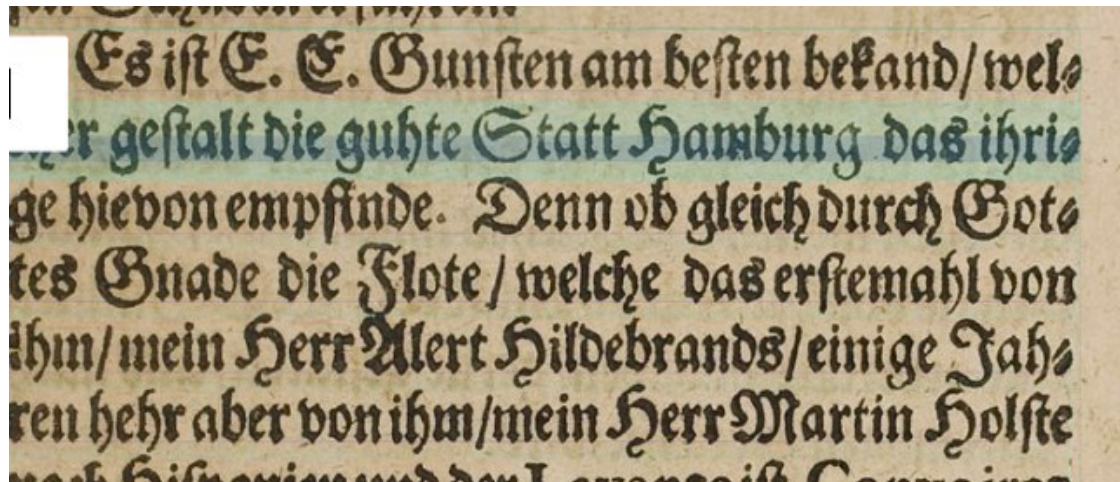 Es iſt E. E. Gunſten am beſten bekand/ wel⸗
er geſtalt die guhte Statt Hamburg das ihri⸗
ge hievon empfinde. Denn ob gleich durch Got⸗
tes Gnade die Flote/ welche das erſtemahl von
hm/ mein Herr Alert Hildebrands/ einige Jah⸗
ren hehr aber von ihm/ mein Herr Martin Holſte